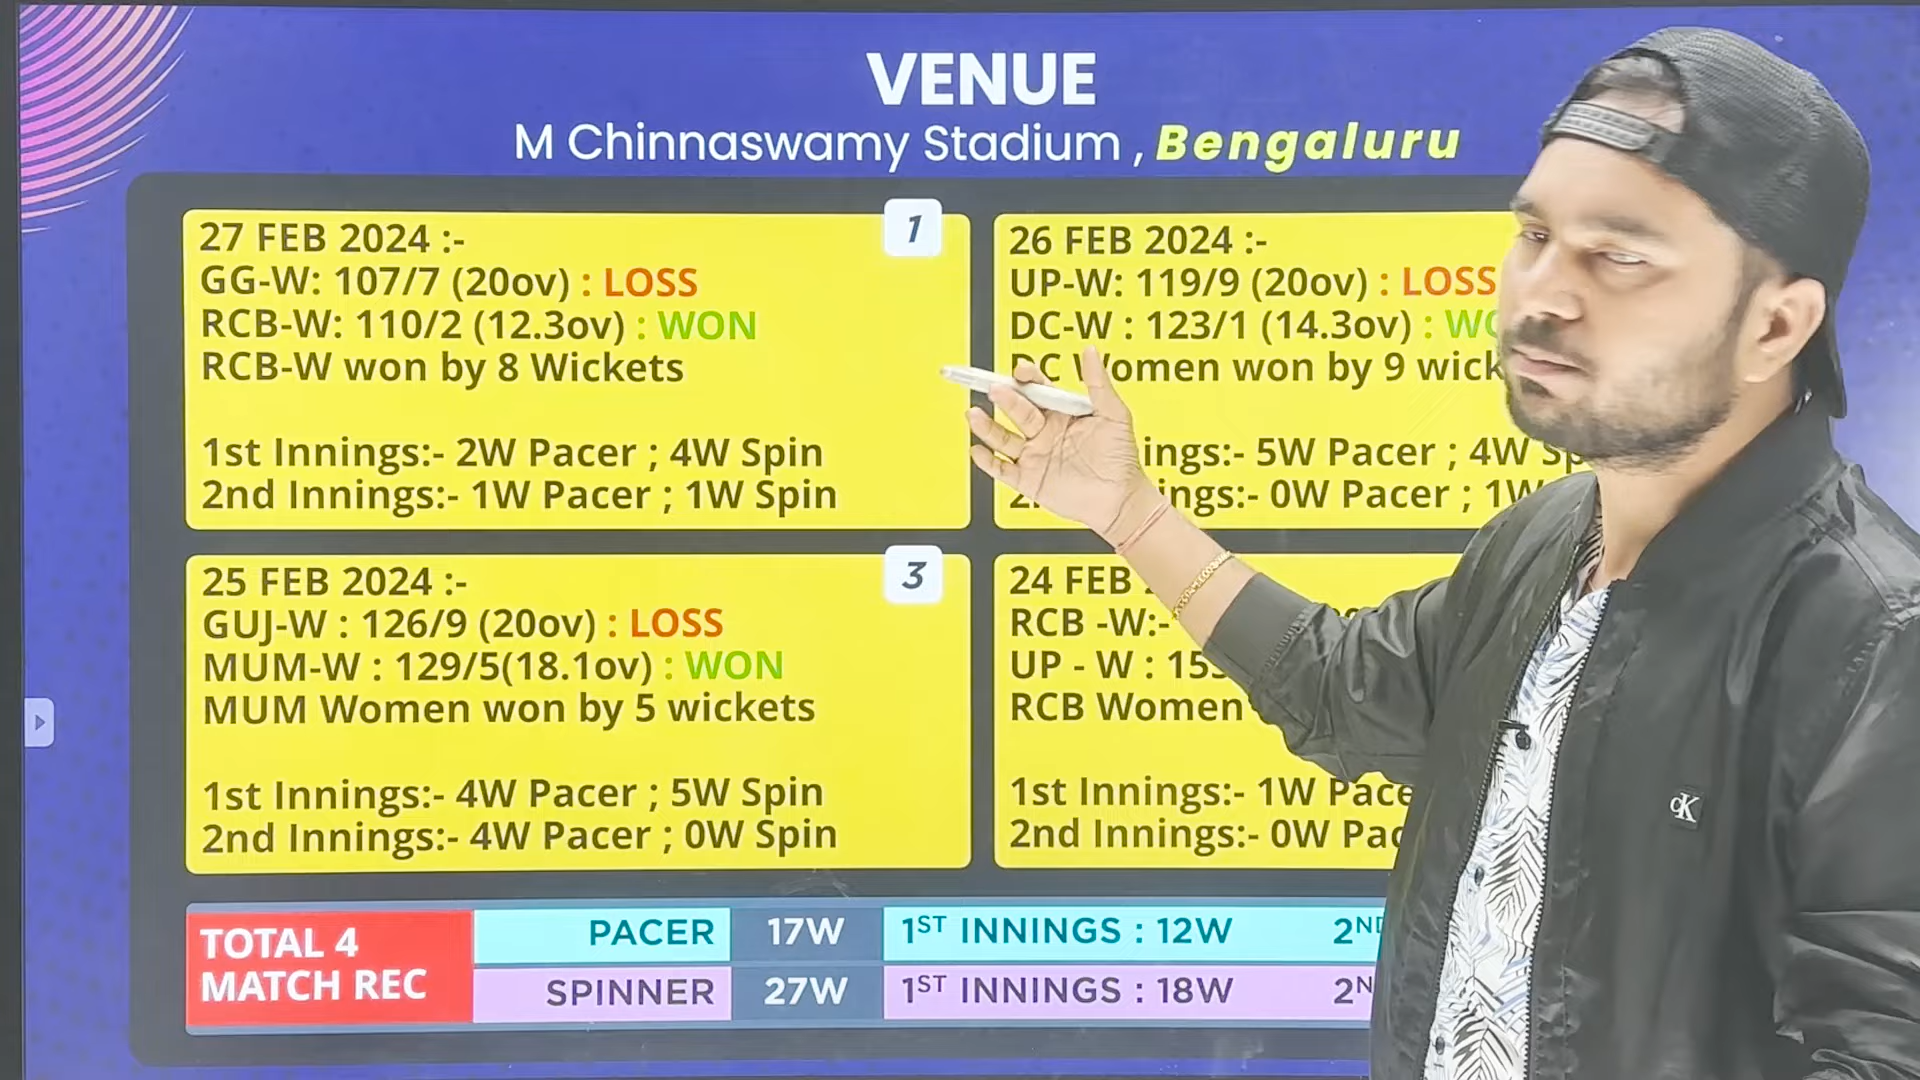 VENUE
M Chinnaswamy Stadium , Bengaluru
1
27 FEB 2024 :-
GG-W: 107/7 (20ov) : LOSS
RCB-W: 110/2 (12.3ov) : WON
RCB-W won by 8 Wickets
1st Innings:- 2W Pacer ; 4W Spin
2nd Innings:- 1W Pacer ; 1W Spin
26 FEB 2024 :-
UP-W: 119/9 (20ov) : LOSS
DC-W : 123/1 (14.3ov) :
DC Women won by 9
ings:- 5W Pacer ; 4W
ings:- 0W Pacer ; 1W
3
25 FEB 2024 :-
GUJ-W : 126/9 (20ov) : LOSS
MUM-W : 129/5(18.1ov) : WON
MUM Women won by 5 wickets
1st Innings:- 4W Pacer ; 5W Spin
2nd Innings:- 4W Pacer ; 0W Spin
24 FEB
RCB -W:-
UP - W :
RCB Women
1st Innings:- 1W
2nd Innings:- 0W
TOTAL 4
MATCH REC
PACER 17W 1ST INNINGS : 12W
SPINNER 27W 1ST INNINGS : 18W
cK